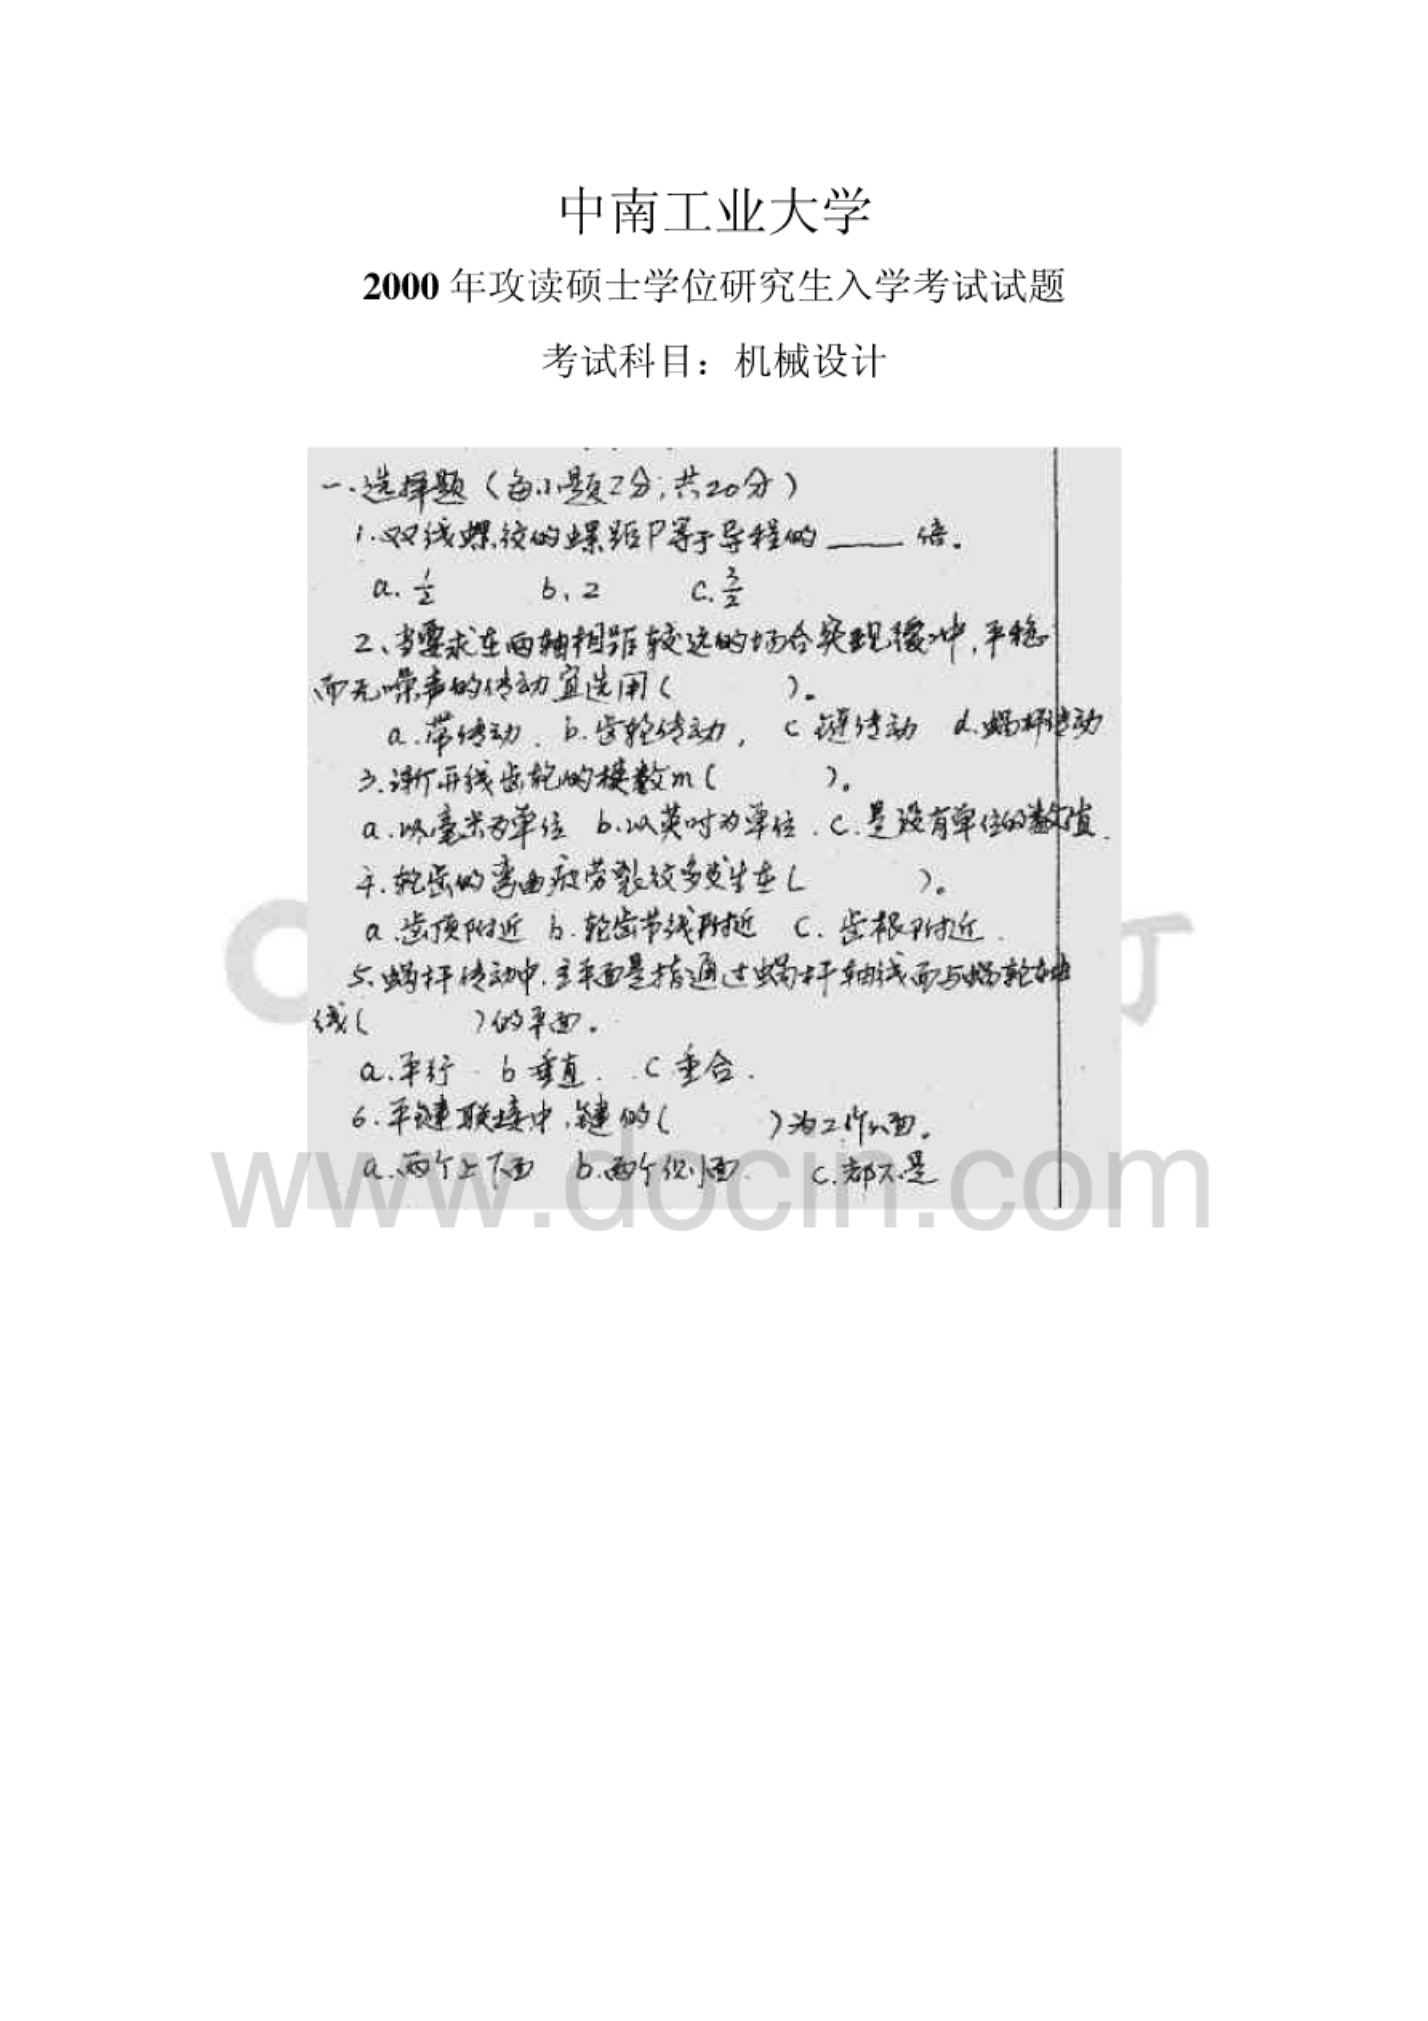 中南工业大学
2000 年攻读硕士学位研究生入学考试试题
考试科目：机械设计
一.选择题（每小题2分,共20分）
1.双线螺纹的螺距P等于导程的 ____ 倍。
a. 1/2  b、2  c. 3/2
2、当要求在两轴相距较远的场合实现缓冲,平稳
而无噪声的传动宜选用(  )。
a.带传动.  b.齿轮传动,  c 链传动  d.蜗杆传动
3.渐开线齿轮的模数m(  )。
a.以毫米为单位  b.以英吋为单位.  c.是没有单位的数值.
4.轮齿的弯曲疲劳裂纹多发生在(  )。
a.齿顶附近  b.轮齿节线附近  c.齿根附近.
5.蜗杆传动中.主平面是指通过蜗杆轴线而与蜗轮轴
线(  )的平面.
a.平行  b 垂直.  c 重合.
6.平键联接中,键的(  )为工作面.
a.两个上下面  b.两个侧面  c.都不是
www.docin.com